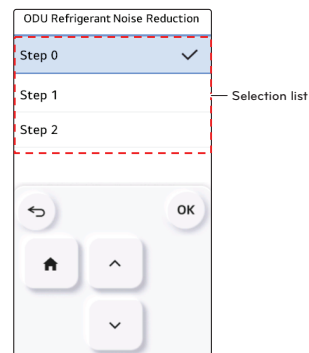 ODU Refrigerant Noise Reduction
Step 0
Step 1
Selection list
Step 2
OK